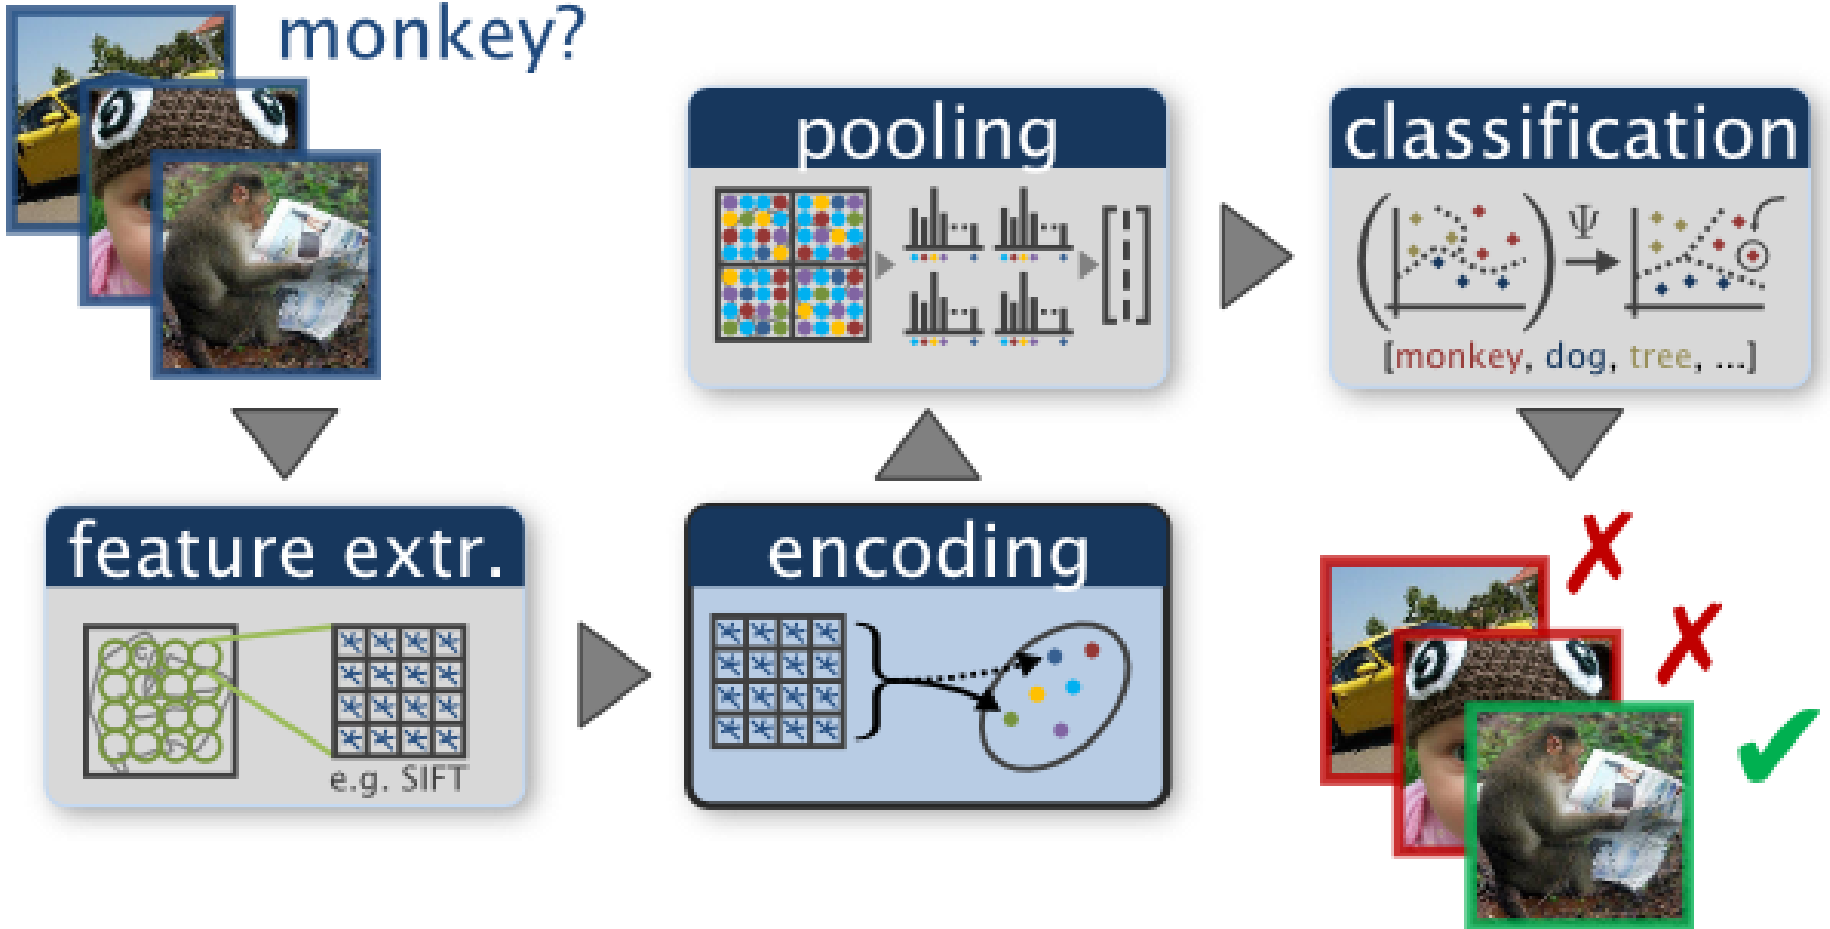 monkey?
feature extr.
e.g. SIFT
encoding
pooling
classification
Ψ
[monkey, dog, tree, ...]